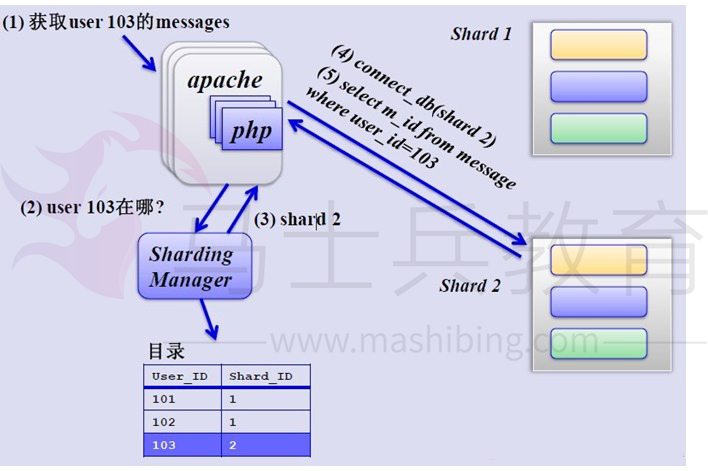 (1) 获取user 103的messages
Shard 1
apache
php
(4) connect_db(shard 2)
(5) select m_id from message
where user_id=103
(2) user 103在哪?
(3) shard 2
Sharding
Manager
Shard 2
马士兵教育
www.mashibing.com
目录
User_ID Shard_ID
101 1
102 1
103 2